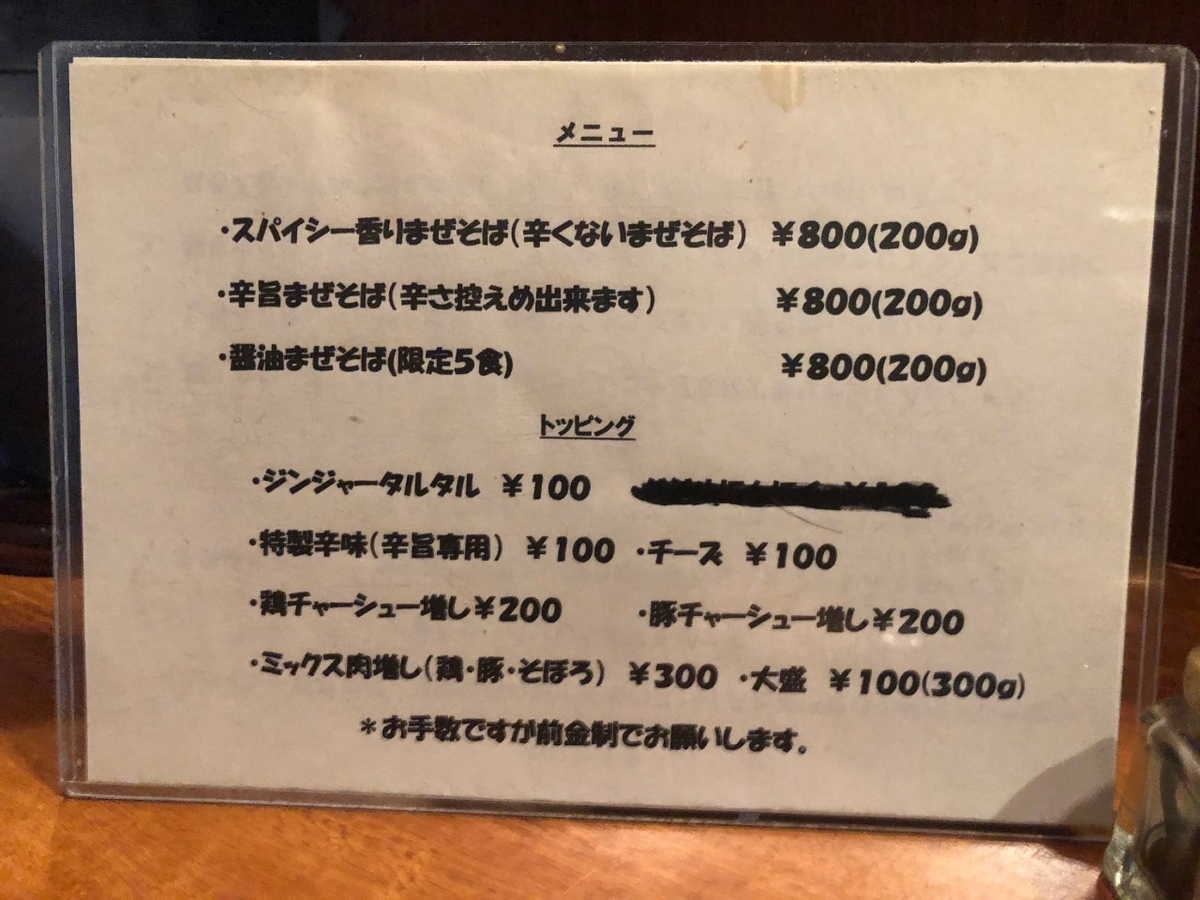 メニュー
・スパイシー香りまぜそば(辛くないまぜそば) ¥800(200g)
・辛旨まぜそば(辛さ控えめ出来ます) ¥800(200g)
・醤油まぜそば(限定5食) ¥800(200g)
トッピング
・ジンジャータルタル ¥100
・特製辛味(辛旨専用) ¥100 ・チーズ ¥100
・鶏チャーシュー増し¥200 ・豚チャーシュー増し¥200
・ミックス肉増し(鶏・豚・そぼろ) ¥300 ・大盛 ¥100(300g)
*お手数ですが前金制でお願いします。